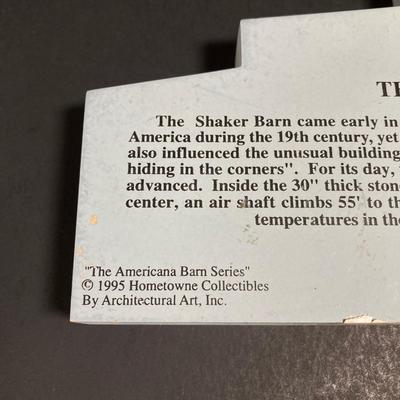 TH
The Shaker Barn came early in
America during the 19th century, yet
also influenced the unusual building
hiding in the corners". For its day,
advanced. Inside the 30" thick ston
center, an air shaft climbs 55' to th
temperatures in the
"The Americana Barn Series"
© 1995 Hometowne Collectibles
By Architectural Art, Inc.